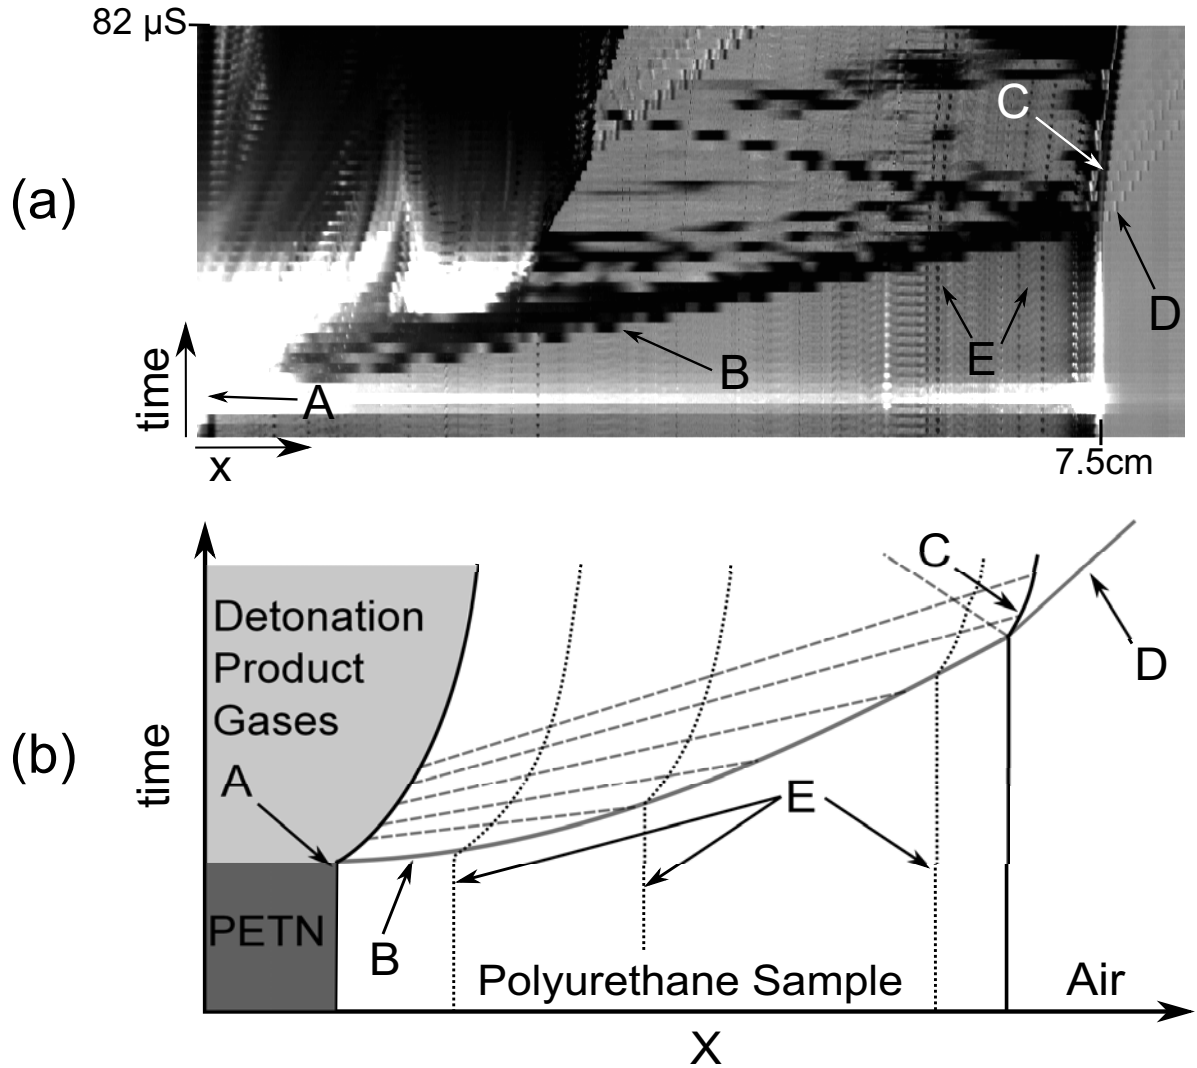 82 µS
(a)
C
D
E
B
A
time
x
7.5cm
(b)
Detonation
Product
Gases
C
D
A
E
time
PETN
B
Polyurethane Sample
Air
X